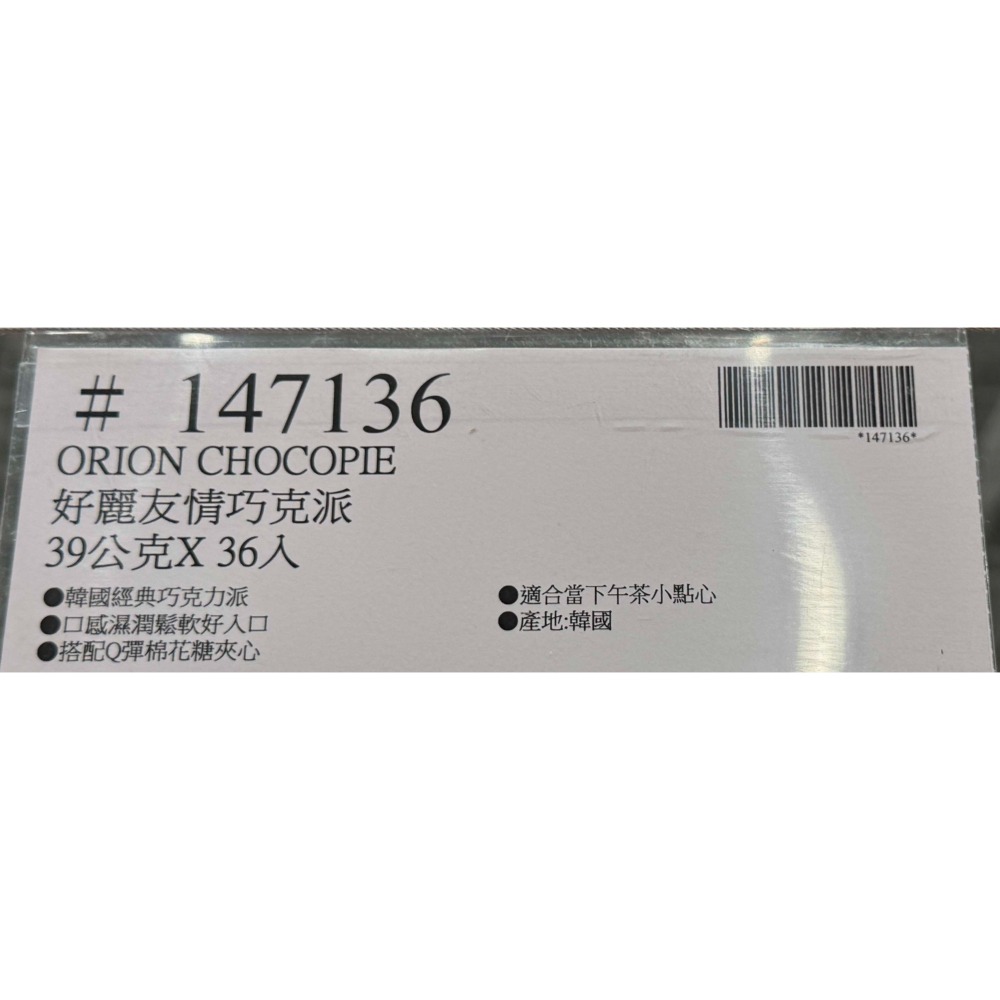 # 147136
*147136*
ORION CHOCOPIE
好麗友情巧克派
39公克X 36入
●韓國經典巧克力派
●口感濕潤鬆軟好入口
●搭配Q彈棉花糖夾心
●適合當下午茶小點心
●產地:韓國